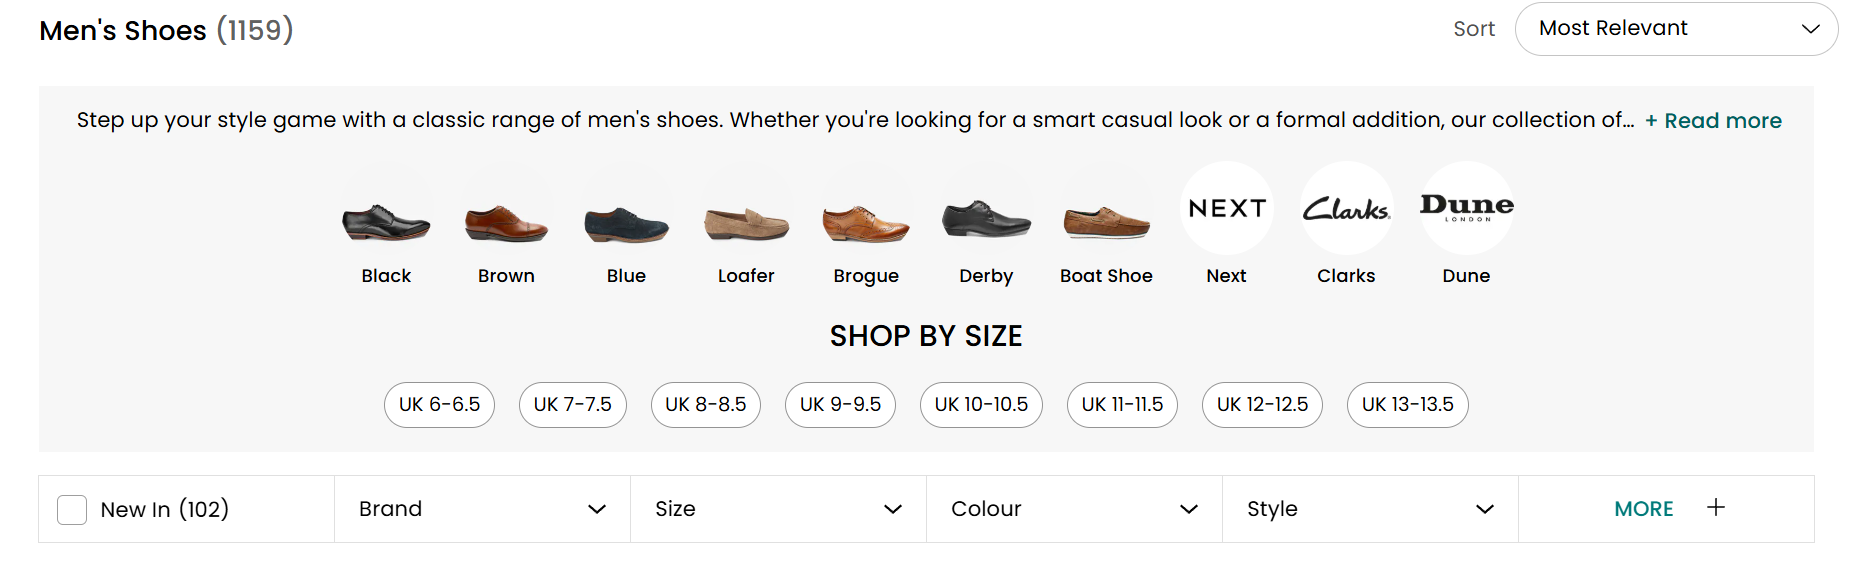 Men's Shoes (1159)
Sort Most Relevant
Step up your style game with a classic range of men's shoes. Whether you're looking for a smart casual look or a formal addition, our collection of... + Read more
NEXT Clarks. Dune
LONDON
Black Brown Blue Loafer Brogue Derby Boat Shoe Next Clarks Dune
SHOP BY SIZE
UK 6-6.5 UK 7-7.5 UK 8-8.5 UK 9-9.5 UK 10-10.5 UK 11-11.5 UK 12-12.5 UK 13-13.5
New In (102) Brand Size Colour Style MORE +